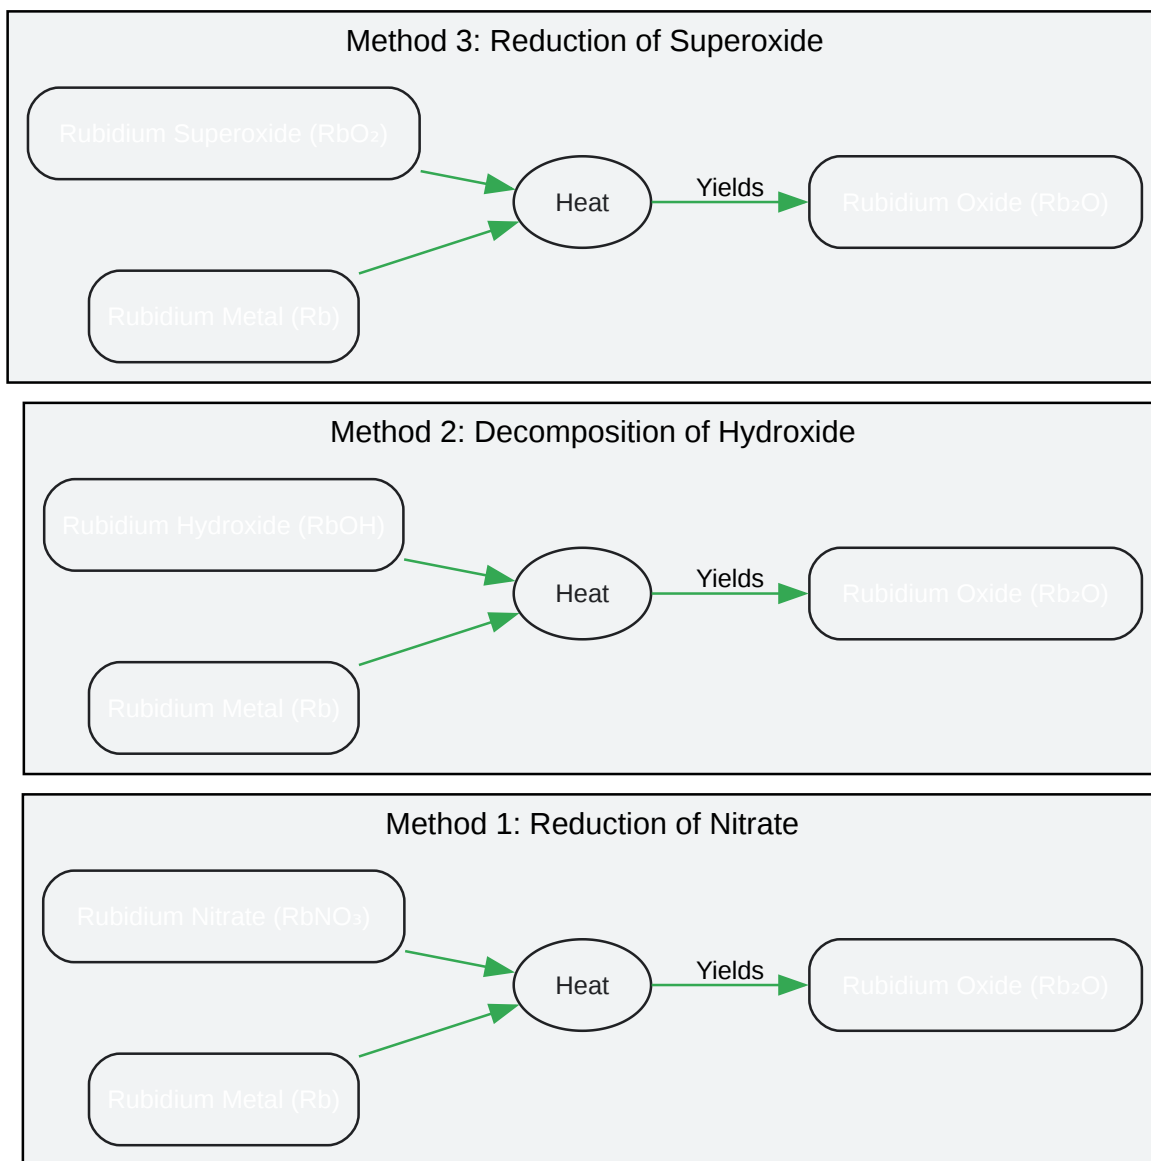 Method 3: Reduction of Superoxide
Rubidium Superoxide (RbO₂)
Heat
Yields
Rubidium Oxide (Rb₂O)
Rubidium Metal (Rb)
Method 2: Decomposition of Hydroxide
Rubidium Hydroxide (RbOH)
Heat
Yields
Rubidium Oxide (Rb₂O)
Rubidium Metal (Rb)
Method 1: Reduction of Nitrate
Rubidium Nitrate (RbNO₃)
Heat
Yields
Rubidium Oxide (Rb₂O)
Rubidium Metal (Rb)